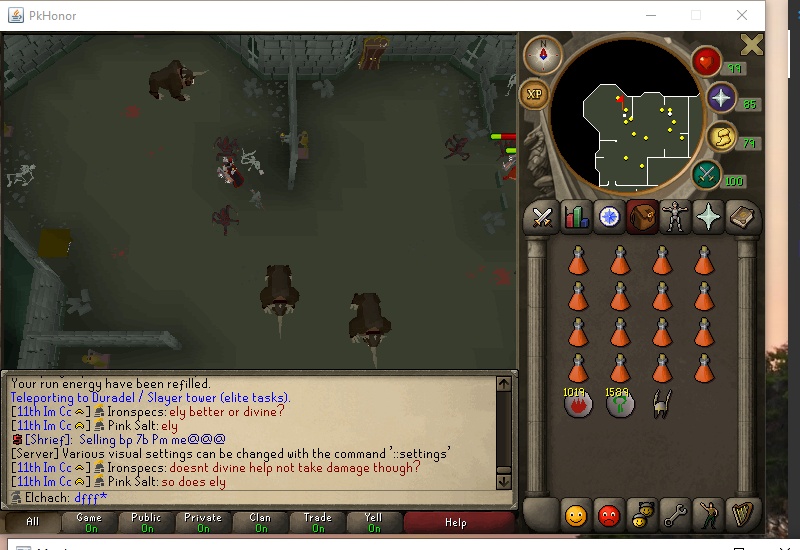 PkHonor
N
XP
99
85
79
100
1019
1589
Your run energy have been refilled.
Teleporting to Duradel / Slayer tower (elite tasks).
[11th Im Cc] Ironspecs: ely better or divine?
[11th Im Cc] Pink Salt: ely
[Shrief]: Selling bp 7b Pm me@@@
[Server] Various visual settings can be changed with the command '::settings'
[11th Im Cc] Ironspecs: doesnt divine help not take damage though?
[11th Im Cc] Pink Salt: so does ely
Elchach: dfff*
All Game On Public On Private On Clan On Trade On Yell On Help